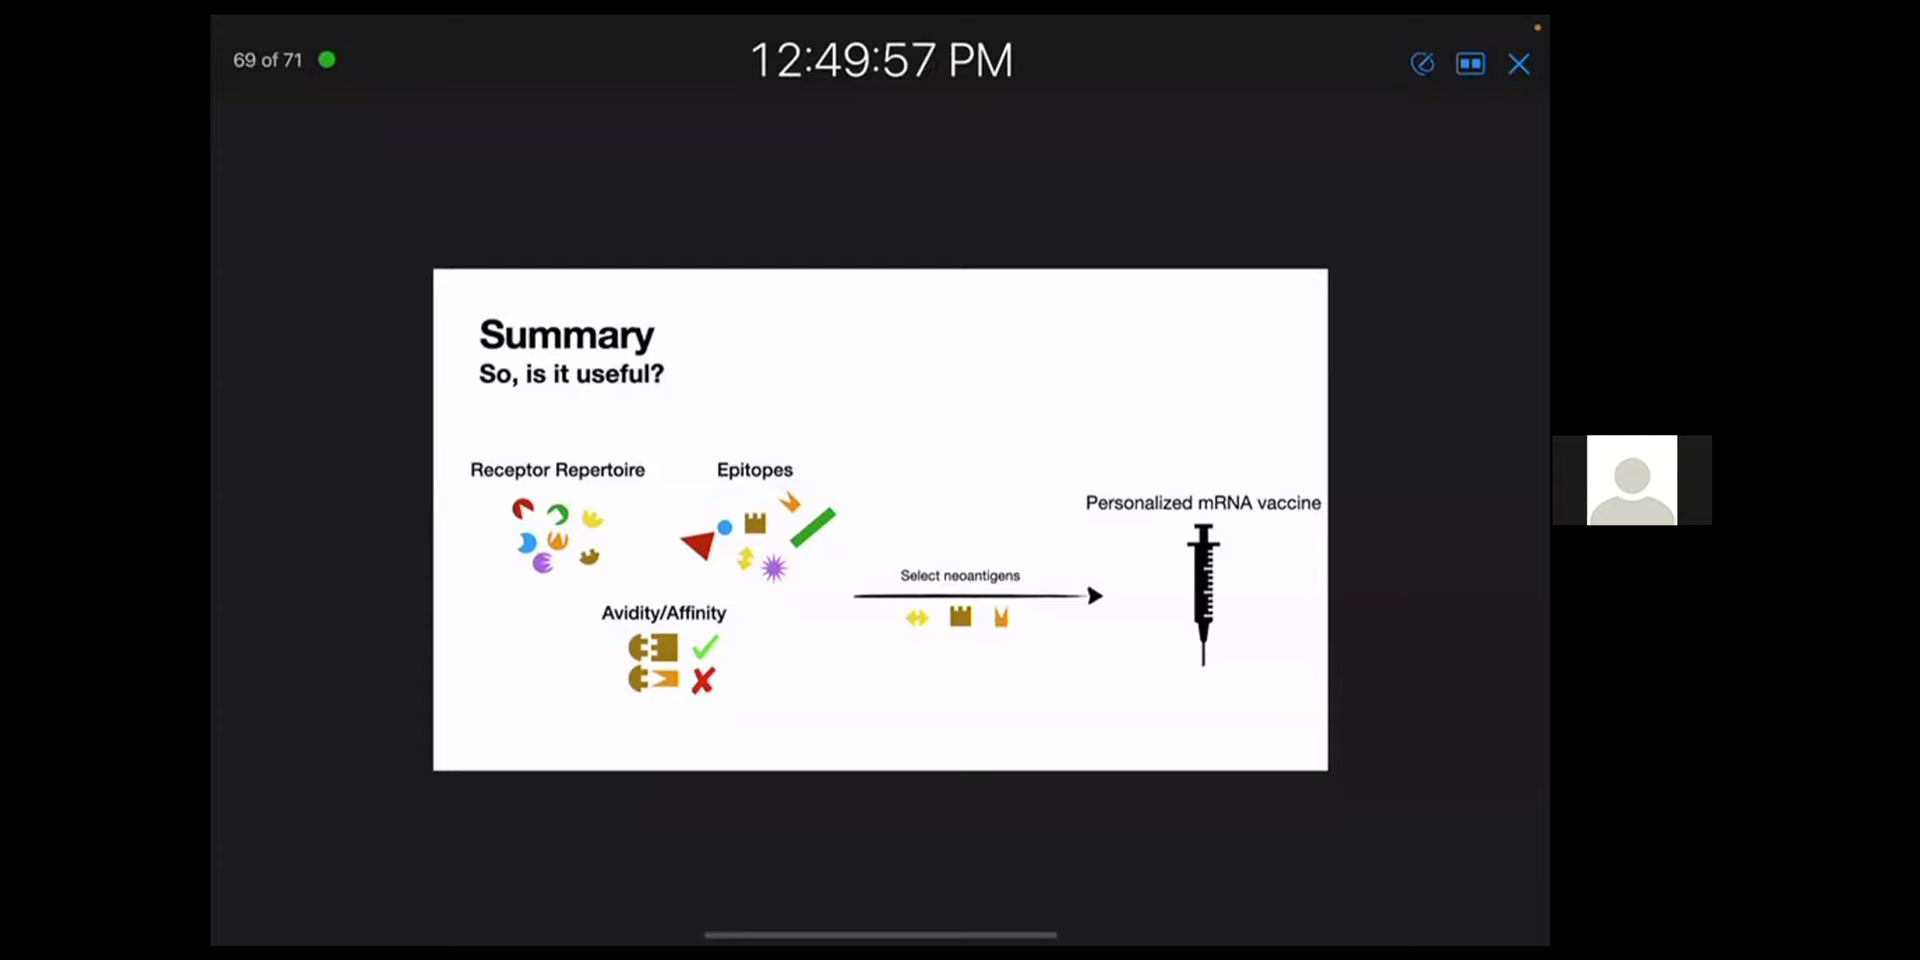 69 of 71
12:49:57 PM
Summary
So, is it useful?
Receptor Repertoire
Epitopes
Personalized mRNA vaccine
Select neoantigens
Avidity/Affinity